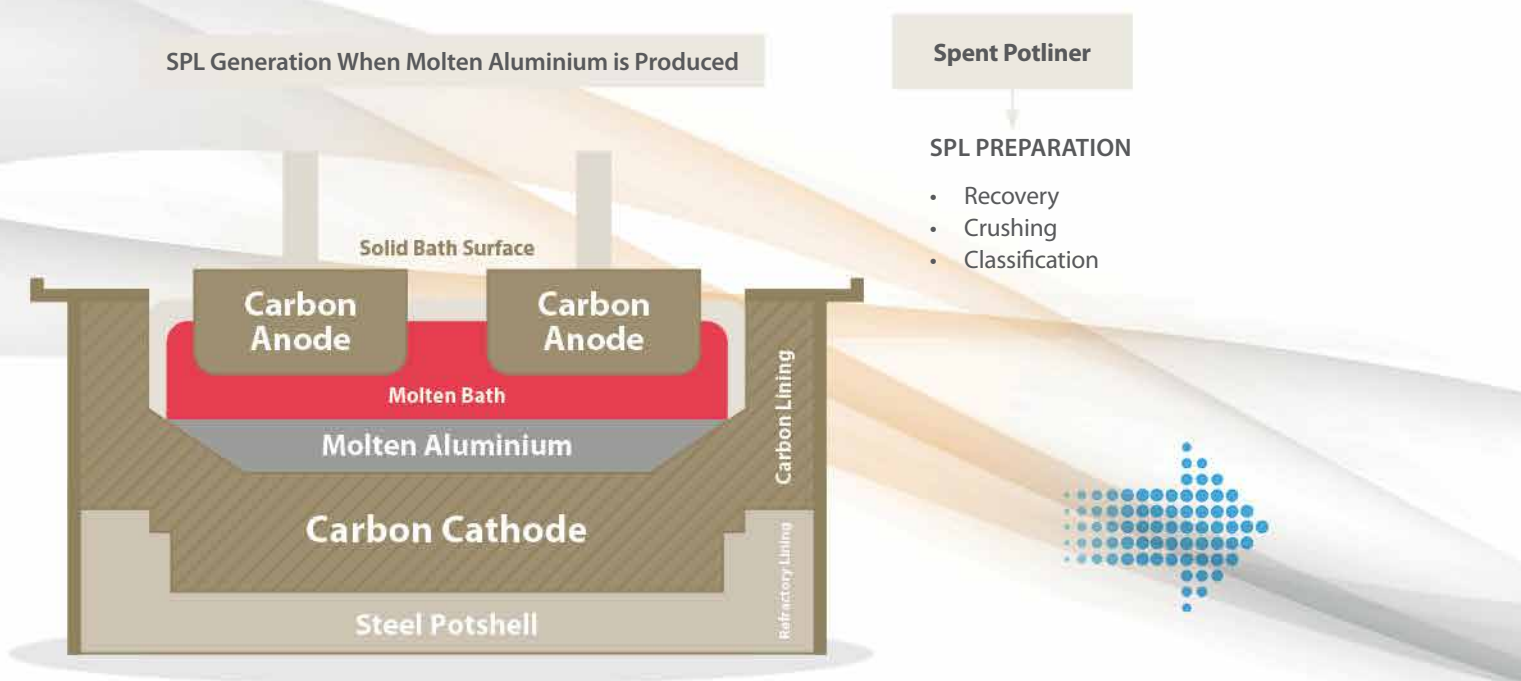 SPL Generation When Molten Aluminium is Produced
Spent Potliner
SPL PREPARATION
• Recovery
• Crushing
• Classification
Solid Bath Surface
Carbon
Anode
Carbon
Anode
Molten Bath
Molten Aluminium
Carbon Lining
Carbon Cathode
Refractory Lining
Steel Potshell